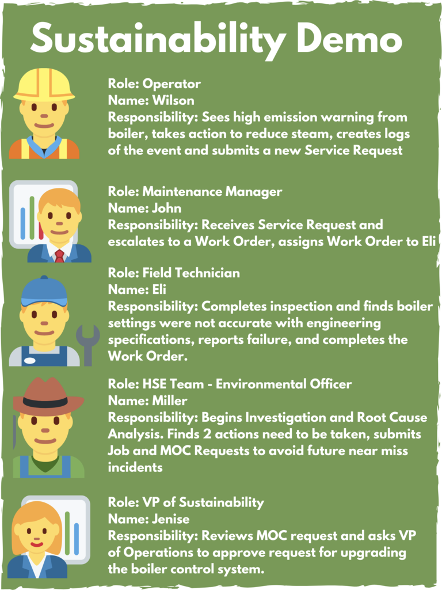 Sustainability Demo
Role: Operator
Name: Wilson
Responsibility: Sees high emission warning from
boiler, takes action to reduce steam, creates logs
of the event and submits a new Service Request
Role: Maintenance Manager
Name: John
Responsibility: Receives Service Request and
escalates to a Work Order, assigns Work Order to Eli
Role: Field Technician
Name: Eli
Responsibility: Completes inspection and finds boiler
settings were not accurate with engineering
specifications, reports failure, and completes the
Work Order.
Role: HSE Team - Environmental Officer
Name: Miller
Responsibility: Begins Investigation and Root Cause
Analysis. Finds 2 actions need to be taken, submits
Job and MOC Requests to avoid future near miss
incidents
Role: VP of Sustainability
Name: Jenise
Responsibility: Reviews MOC request and asks VP
of Operations to approve request for upgrading
the boiler control system.